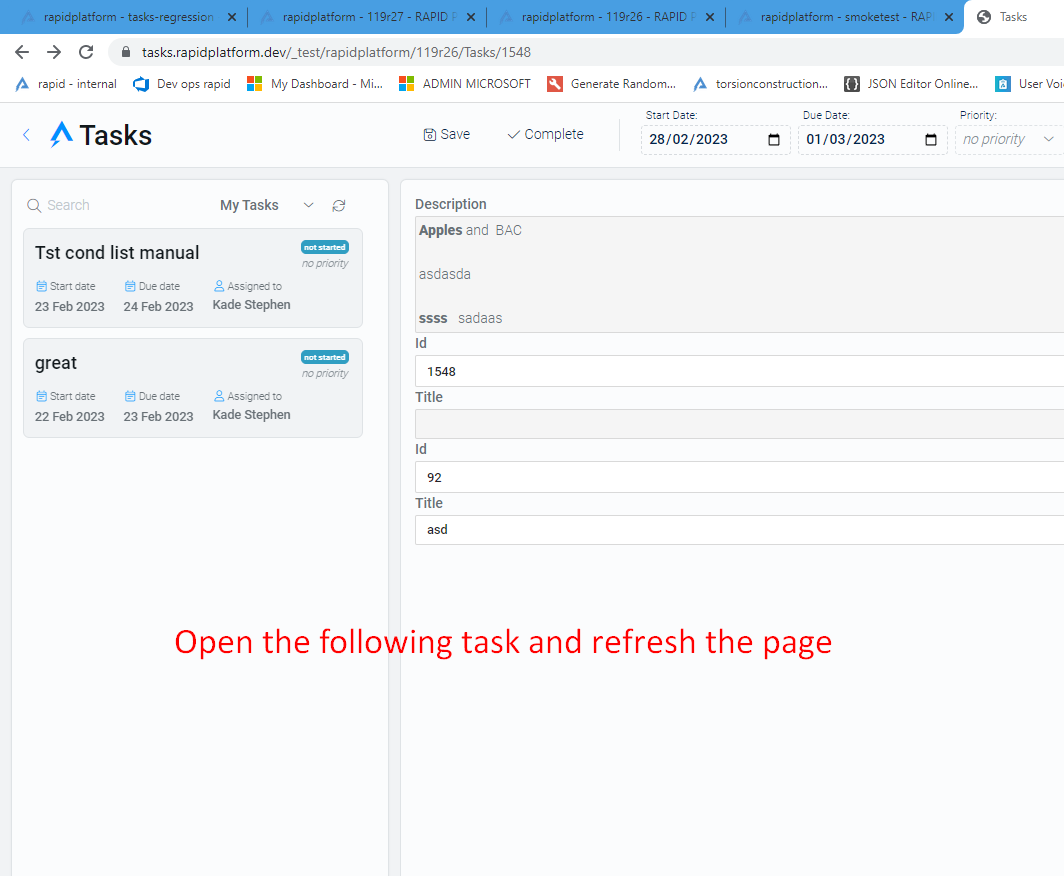 rapidplatform - tasks-regression
rapidplatform - 119r27 - RAPID P
rapidplatform - 119r26 - RAPID P
rapidplatform - smoketest - RAP
Tasks
tasks.rapidplatform.dev/_test/rapidplatform/119r26/Tasks/1548
rapid - internal
Dev ops rapid
My Dashboard - Mi...
ADMIN MICROSOFT
Generate Random...
torsionconstruction...
JSON Editor Online...
User Voi
Tasks
Save
Complete
Start Date:
28/02/2023
Due Date:
01/03/2023
Priority:
no priority
Search
My Tasks
Tst cond list manual
not started
no priority
Start date
Due date
Assigned to
23 Feb 2023
24 Feb 2023
Kade Stephen
great
not started
no priority
Start date
Due date
Assigned to
22 Feb 2023
23 Feb 2023
Kade Stephen
Description
Apples and BAC
asdasda
ssss sadaas
Id
1548
Title
Id
92
Title
asd
Open the following task and refresh the page